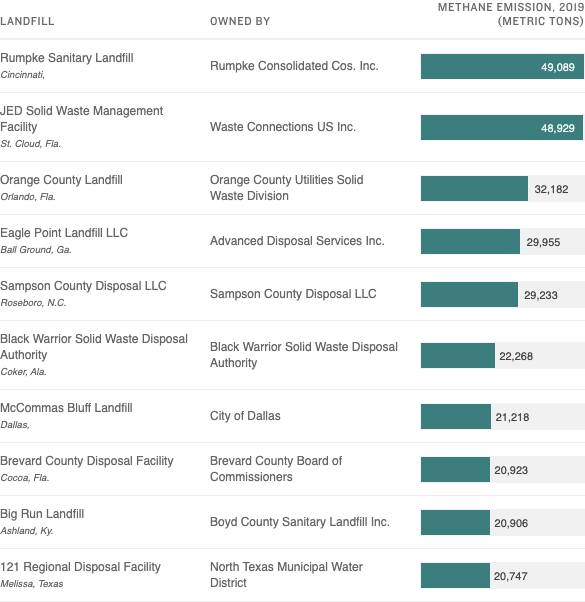 METHANE EMISSION, 2019
LANDFILL OWNED BY (METRIC TONS)
Rumpke Sanitary Landfill
Cincinnati,
Rumpke Consolidated Cos. Inc.
49,089
JED Solid Waste Management
Facility
St. Cloud, Fla.
Waste Connections US Inc.
48,929
Orange County Landfill
Orlando, Fla.
Orange County Utilities Solid
Waste Division
32,182
Eagle Point Landfill LLC
Ball Ground, Ga.
Advanced Disposal Services Inc.
29,955
Sampson County Disposal LLC
Roseboro, N.C.
Sampson County Disposal LLC
29,233
Black Warrior Solid Waste Disposal
Authority
Coker, Ala.
Black Warrior Solid Waste Disposal
Authority
22,268
McCommas Bluff Landfill
Dallas,
City of Dallas
21,218
Brevard County Disposal Facility
Cocoa, Fla.
Brevard County Board of
Commissioners
20,923
Big Run Landfill
Ashland, Ky.
Boyd County Sanitary Landfill Inc.
20,906
121 Regional Disposal Facility
Melissa, Texas
North Texas Municipal Water
District
20,747